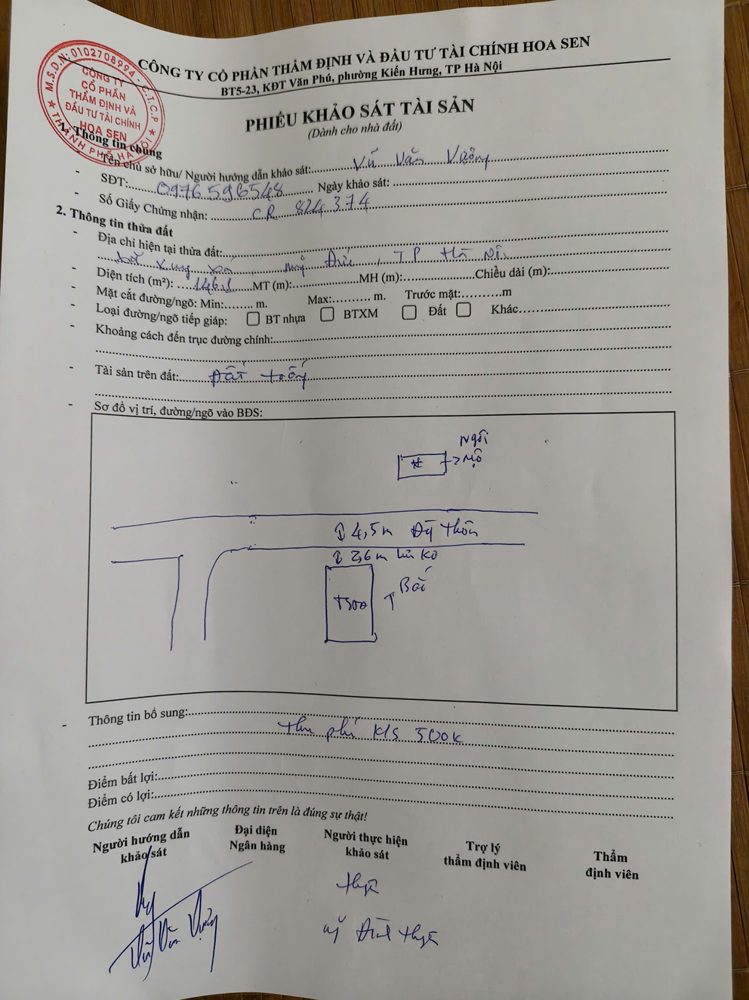 CÔNG TY CỔ PHẦN THẨM ĐỊNH VÀ ĐẦU TƯ TÀI CHÍNH HOA SEN
BT5-23, KĐT Văn Phú, phường Kiến Hưng, TP Hà Nội
M.S.D.N: 0102708994 - C.T.C.P
CÔNG TY
CỔ PHẦN
THẨM ĐỊNH VÀ
ĐẦU TƯ TÀI CHÍNH
HOA SEN
THÀNH PHỐ HÀ NỘI
PHIẾU KHẢO SÁT TÀI SẢN
(Dành cho nhà đất)
1. Thông tin chung
- Tên chủ sở hữu/ Người hướng dẫn khảo sát: Vũ Văn Vường
- SĐT: 0976596548 Ngày khảo sát:
- Số Giấy Chứng nhận: CR 824374
2. Thông tin thửa đất
- Địa chỉ hiện tại thửa đất:
Đức, TP Hà Nội
- Diện tích (m²): 146,1 MT (m): MH (m): Chiều dài (m):
- Mặt cắt đường/ngõ: Min: m. Max: m. Trước mặt: m
- Loại đường/ngõ tiếp giáp: BT nhựa BTXM Đất Khác
- Khoảng cách đến trục đường chính:
- Tài sản trên đất: Đất trống
- Sơ đồ vị trí, đường/ngõ vào BĐS:
Ngôi
mộ
4,5m Đg thôn
2,6m
Bắc
- Thông tin bổ sung:
thu phí K/S 500K
Điểm bất lợi:
Điểm có lợi:
Chúng tôi cam kết những thông tin trên là đúng sự thật!
Người hướng dẫn khảo sát
Đại diện Ngân hàng
Người thực hiện khảo sát
Trợ lý thẩm định viên
Thẩm định viên